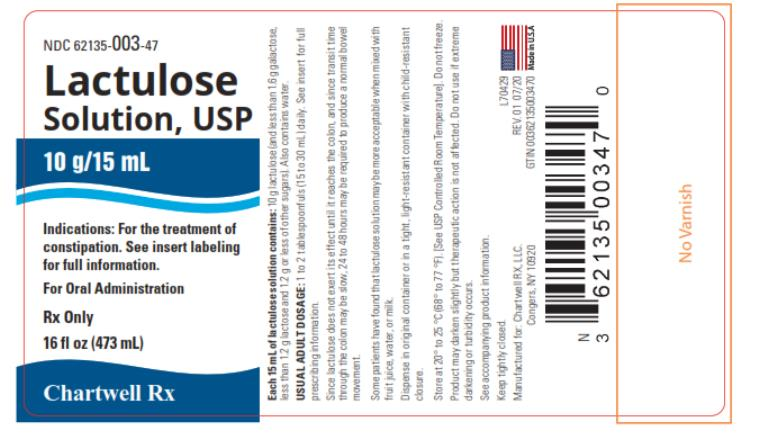 NDC 62135-003-47
Lactulose
Solution, USP
10 g/15 mL
Indications: For the treatment of
constipation. See insert labeling
for full information.
For Oral Administration
Rx Only
16 fl oz (473 mL)
Chartwell Rx
Each 15 mL of lactulose solution contains: 10 g lactulose (and less than 1.6 g galactose,
less than 1.2 g lactose and 1.2 g or less of other sugars). Also contains water.
USUAL ADULT DOSAGE: 1 to 2 tablespoonfuls (15 to 30 mL) daily. See insert for full
prescribing information.
Since lactulose does not exert its effect until it reaches the colon, and since transit time
through the colon may be slow, 24 to 48 hours may be required to produce a normal bowel
movement.
Some patients have found that lactulose solution may be more acceptable when mixed with
fruit juice, water, or milk.
Dispense in original container or in a tight, light-resistant container with child-resistant
closure.
Store at 20° to 25 °C (68° to 77 °F). [See USP Controlled Room Temperature]. Do not freeze.
Product may darken slightly but therapeutic action is not affected. Do not use if extreme
darkening or turbidity occurs.
See accompanying product information.
Keep tightly closed.
Manufactured for: Chartwell RX, LLC.
Congers, NY 10920
L70429
REV. 01 07/20
GTIN 00362135003470
Made in U.S.A
N
3 62135 00347 0
No Varnish